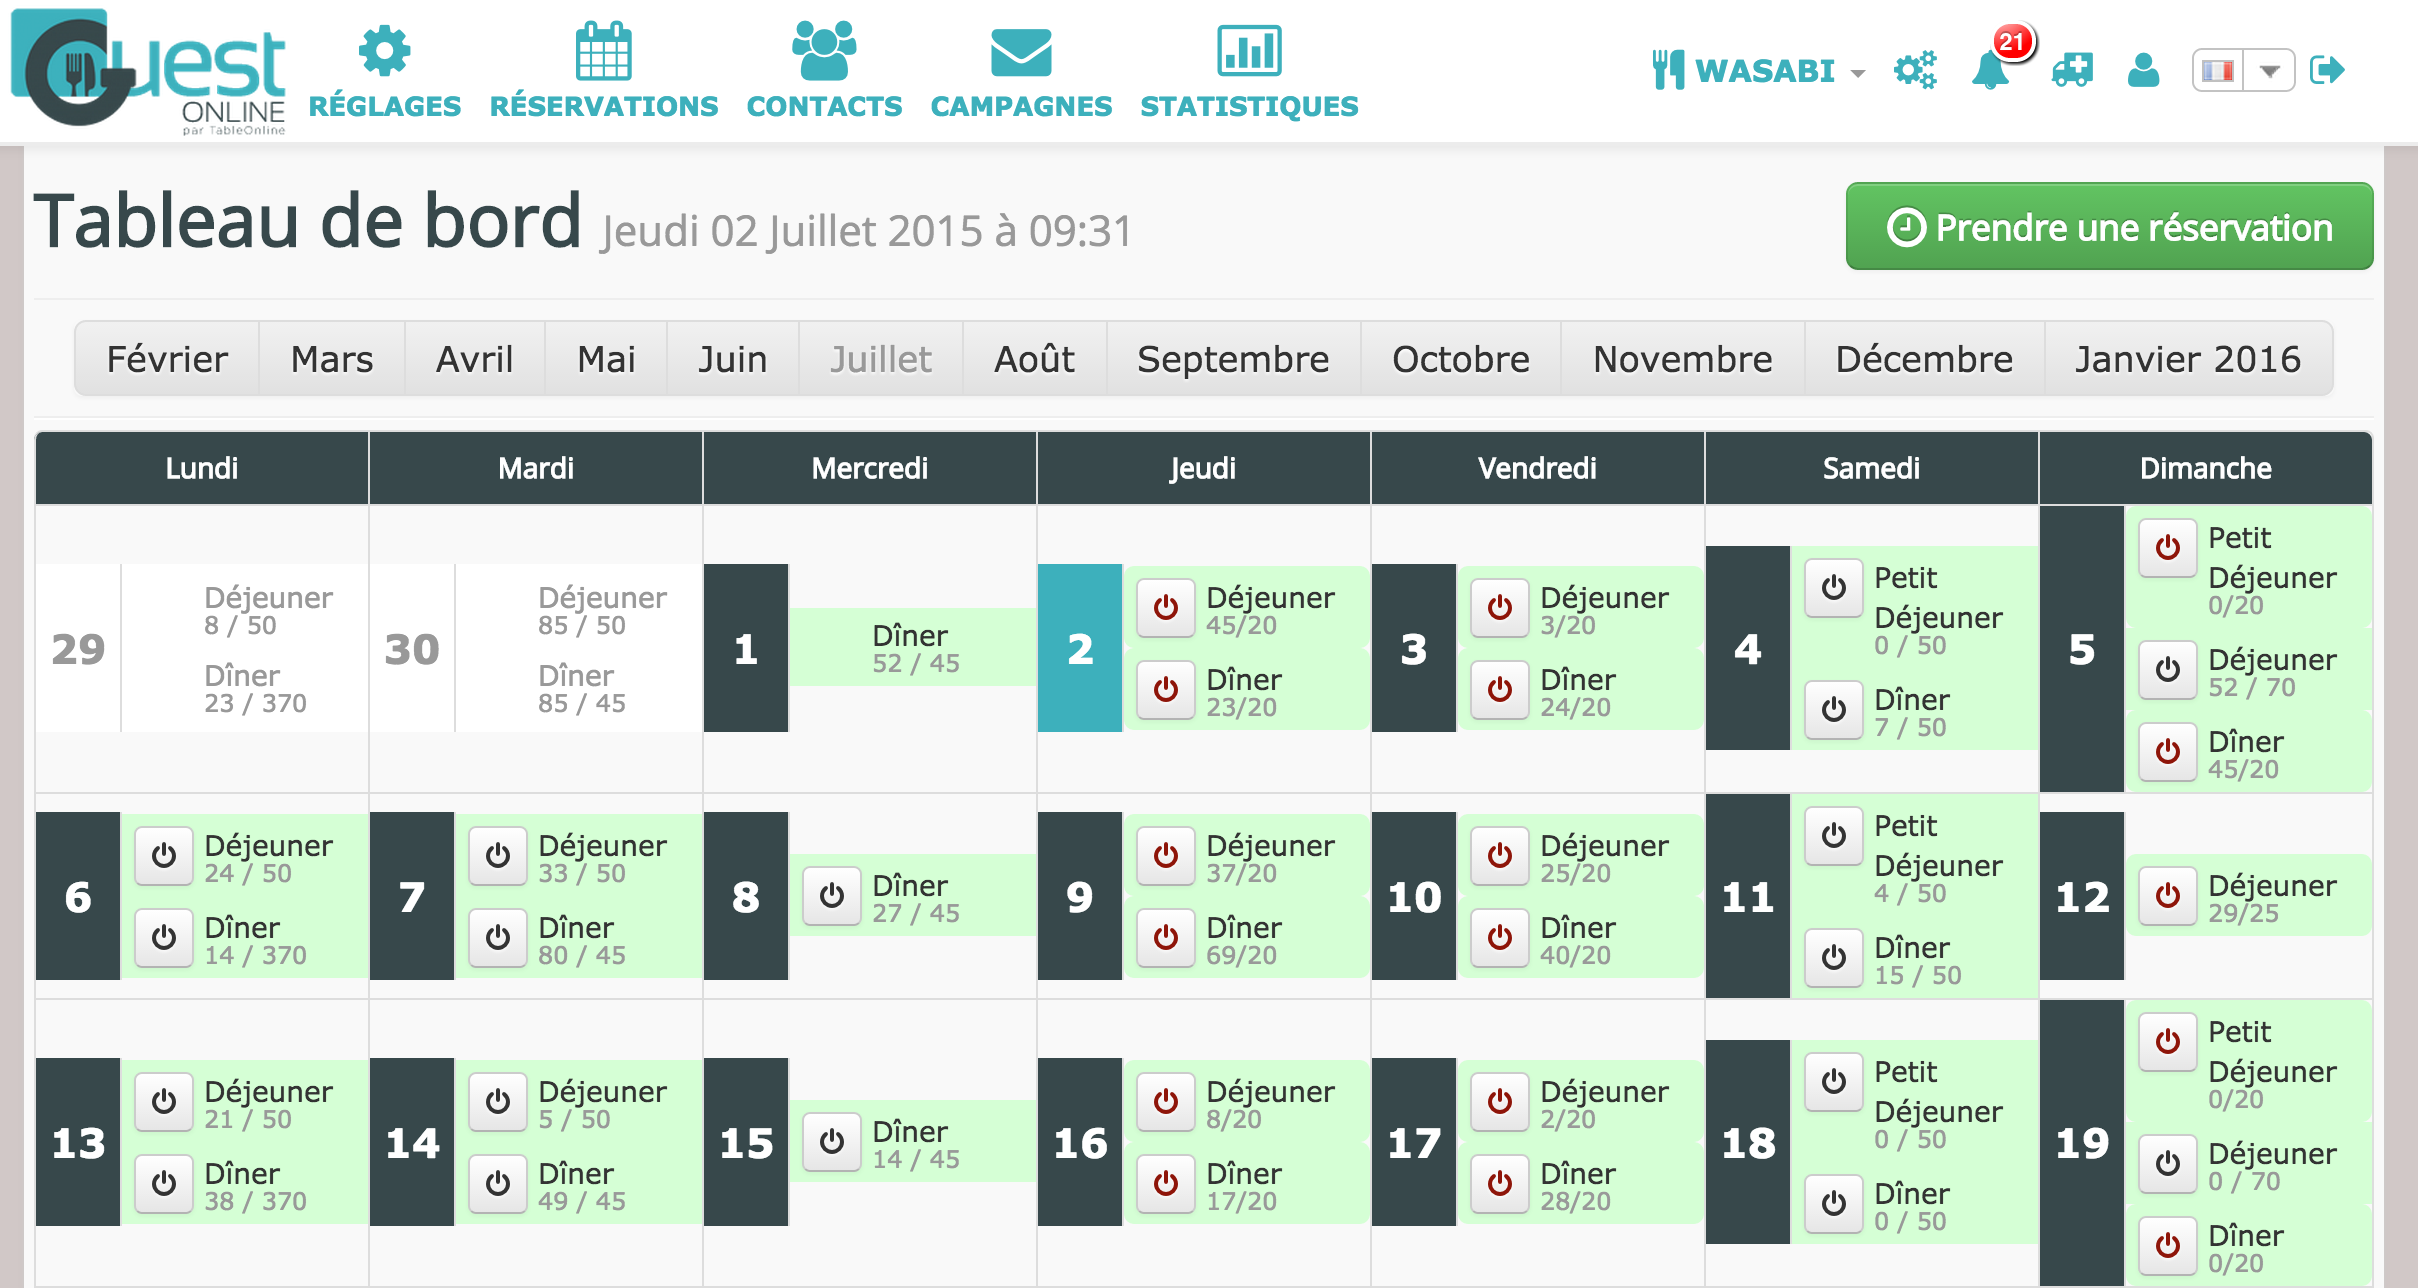 Guest
ONLINE
par TableOnline
RÉGLAGES
RÉSERVATIONS
CONTACTS
CAMPAGNES
STATISTIQUES
WASABI
21
Tableau de bord Jeudi 02 Juillet 2015 à 09:31
Prendre une réservation
Février Mars Avril Mai Juin Juillet Août Septembre Octobre Novembre Décembre Janvier 2016
Lundi Mardi Mercredi Jeudi Vendredi Samedi Dimanche
29
Déjeuner
8 / 50
Dîner
23 / 370
30
Déjeuner
85 / 50
Dîner
85 / 45
1
Dîner
52 / 45
2
Déjeuner
45/20
Dîner
23/20
3
Déjeuner
3/20
Dîner
24/20
4
Petit
Déjeuner
0 / 50
Dîner
7 / 50
5
Petit
Déjeuner
0/20
Déjeuner
52 / 70
Dîner
45/20
6
Déjeuner
24 / 50
Dîner
14 / 370
7
Déjeuner
33 / 50
Dîner
80 / 45
8
Dîner
27 / 45
9
Déjeuner
37/20
Dîner
69/20
10
Déjeuner
25/20
Dîner
40/20
11
Petit
Déjeuner
4 / 50
Dîner
15 / 50
12
Déjeuner
29/25
13
Déjeuner
21 / 50
Dîner
38 / 370
14
Déjeuner
5 / 50
Dîner
49 / 45
15
Dîner
14 / 45
16
Déjeuner
8/20
Dîner
17/20
17
Déjeuner
2/20
Dîner
28/20
18
Petit
Déjeuner
0 / 50
Dîner
0 / 50
19
Petit
Déjeuner
0/20
Déjeuner
0 / 70
Dîner
0/20